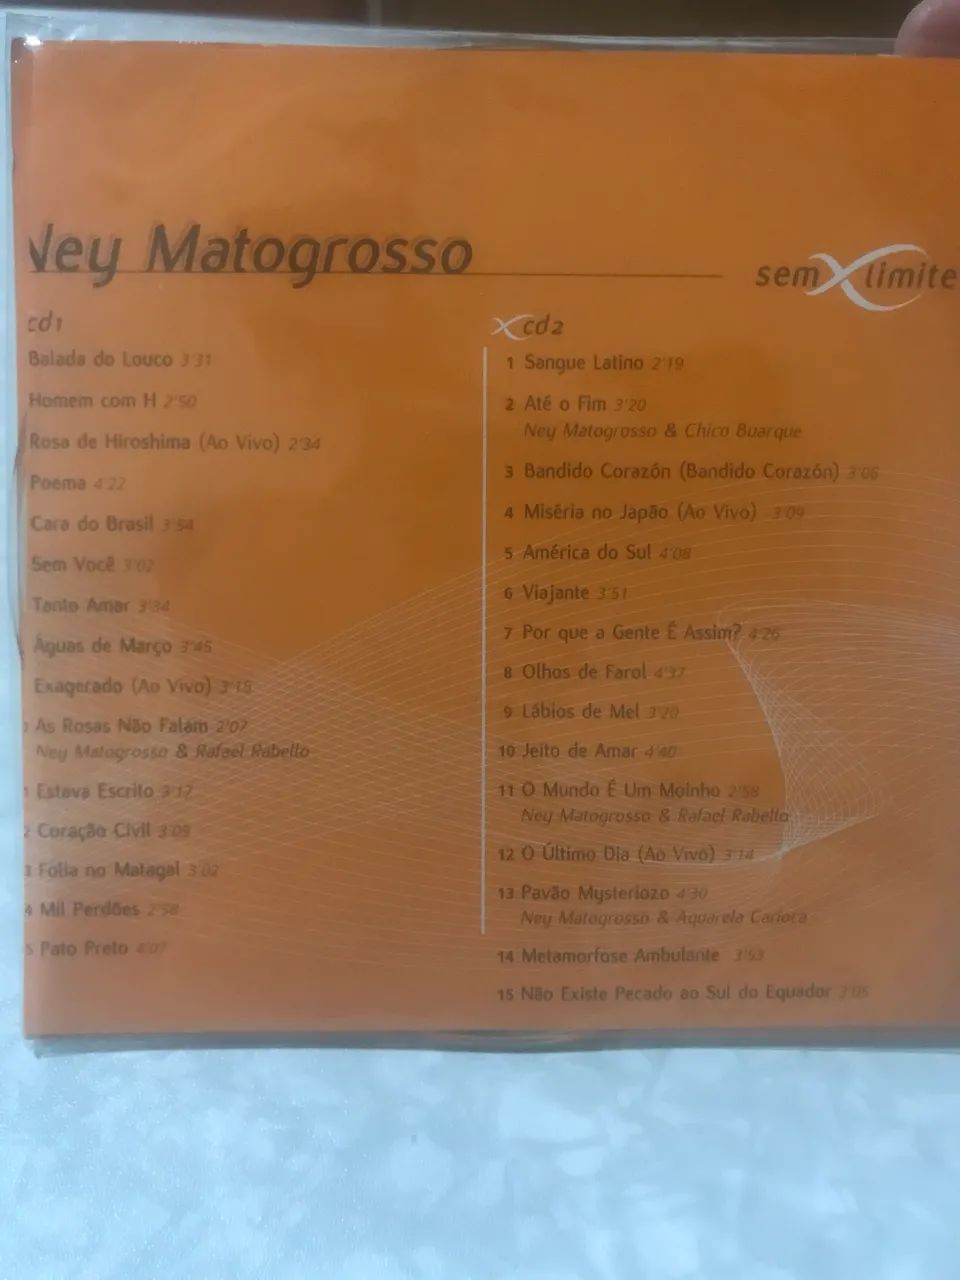 Ney Matogrosso
sem limite
cd1
Balada do Louco 3'31
Homem com H 2'50
Rosa de Hiroshima (Ao Vivo) 2'34
Poema 4'22
Cara do Brasil 3'54
Sem Você 3'02
Tanto Amar 3'34
Águas de Março 3'45
Exagerado (Ao Vivo) 3'15
As Rosas Não Falam 2'07
Ney Matogrosso & Rafael Rabello
1 Estava Escrito 3'17
2 Coração Civil 3'09
3 Folia no Matagal 3'02
4 Mil Perdões 2'58
5 Pato Preto 4'07
cd2
1 Sangue Latino 2'19
2 Até o Fim 3'20
Ney Matogrosso & Chico Buarque
3 Bandido Corazón (Bandido Corazón) 3'06
4 Miséria no Japão (Ao Vivo) 3'09
5 América do Sul 4'08
6 Viajante 3'51
7 Por que a Gente É Assim? 4'26
8 Olhos de Farol 4'37
9 Lábios de Mel 3'20
10 Jeito de Amar 4'40
11 O Mundo É Um Moinho 2'58
Ney Matogrosso & Rafael Rabello
12 O Último Dia (Ao Vivo) 3'14
13 Pavão Mysteriozo 4'30
Ney Matogrosso & Aquarela Carioca
14 Metamorfose Ambulante 3'53
15 Não Existe Pecado ao Sul do Equador 3'05